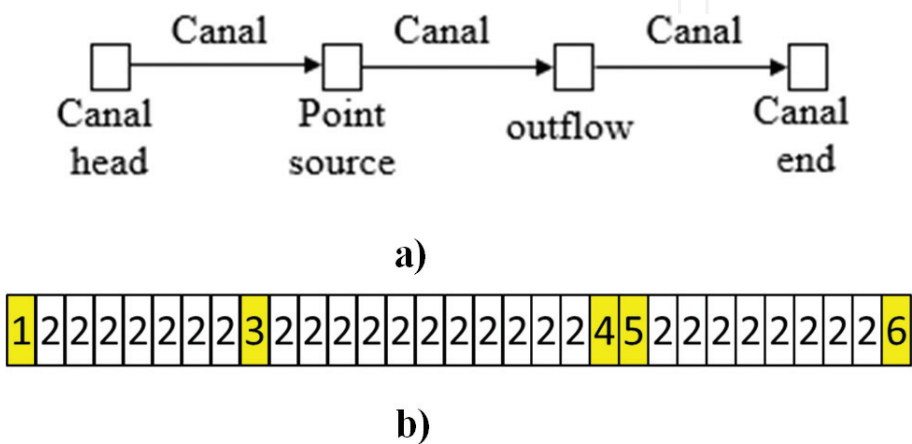 Canal Canal Canal
Canal head
Point source
outflow
Canal end
a)
1 2 2 2 2 2 2 2 3 2 2 2 2 2 2 2 2 2 2 2 4 5 2 2 2 2 2 2 2 2 6
b)